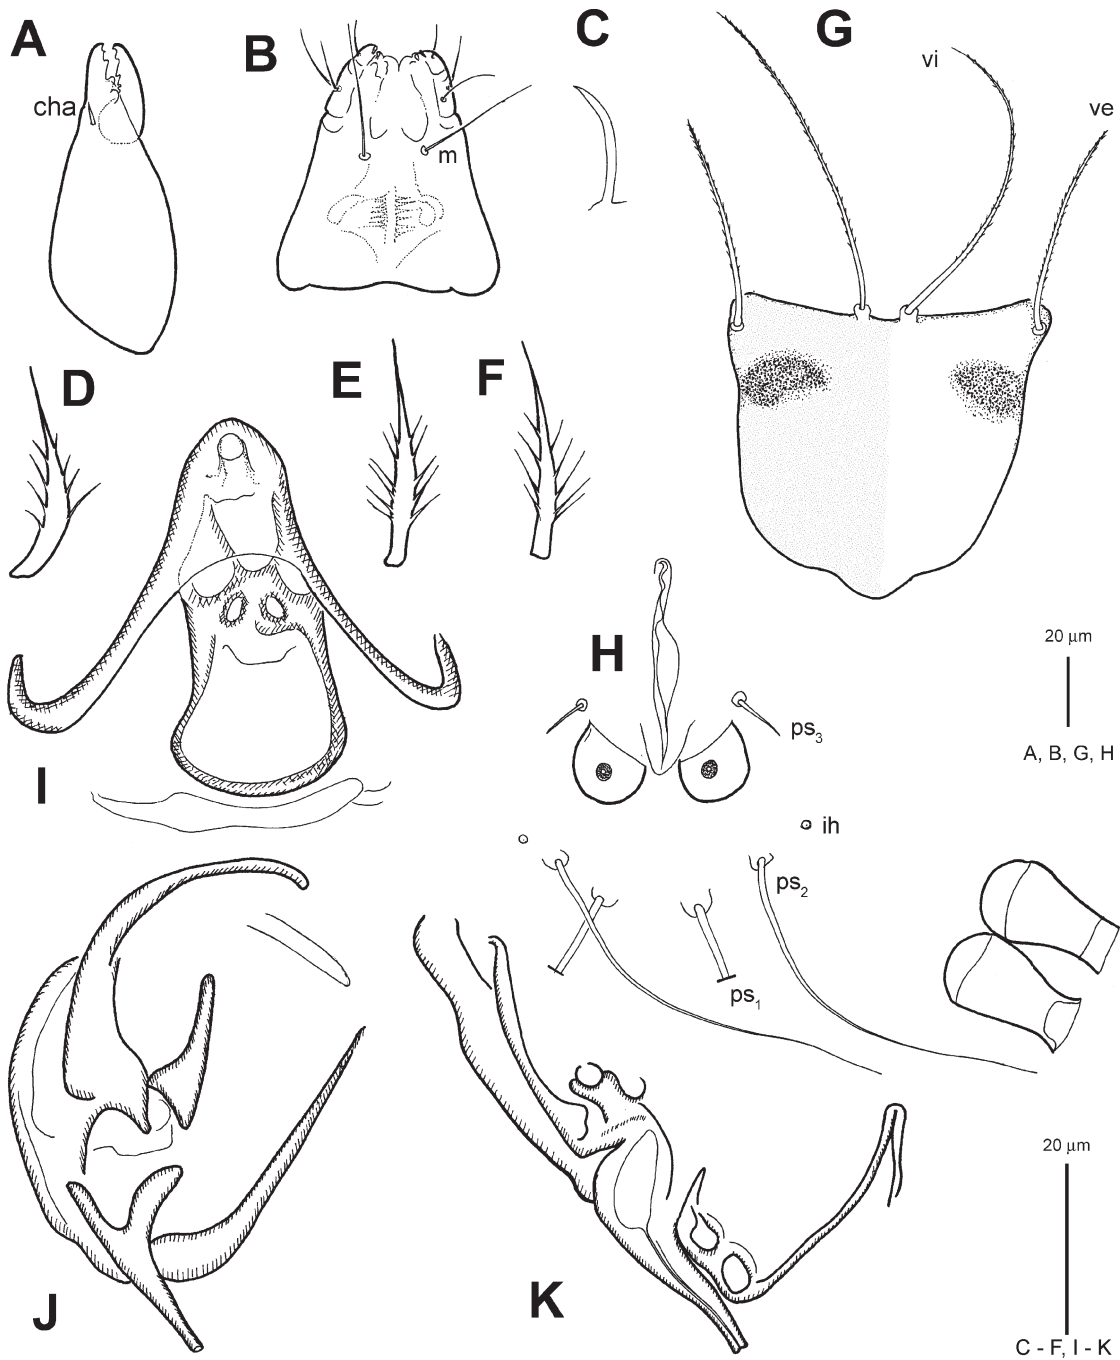 A
B
C
G
cha
m
vi
ve
D
E
F
H
20 μm
A, B, G, H
ps3
I
ih
ps2
ps1
20 μm
J
K
C - F, I - K